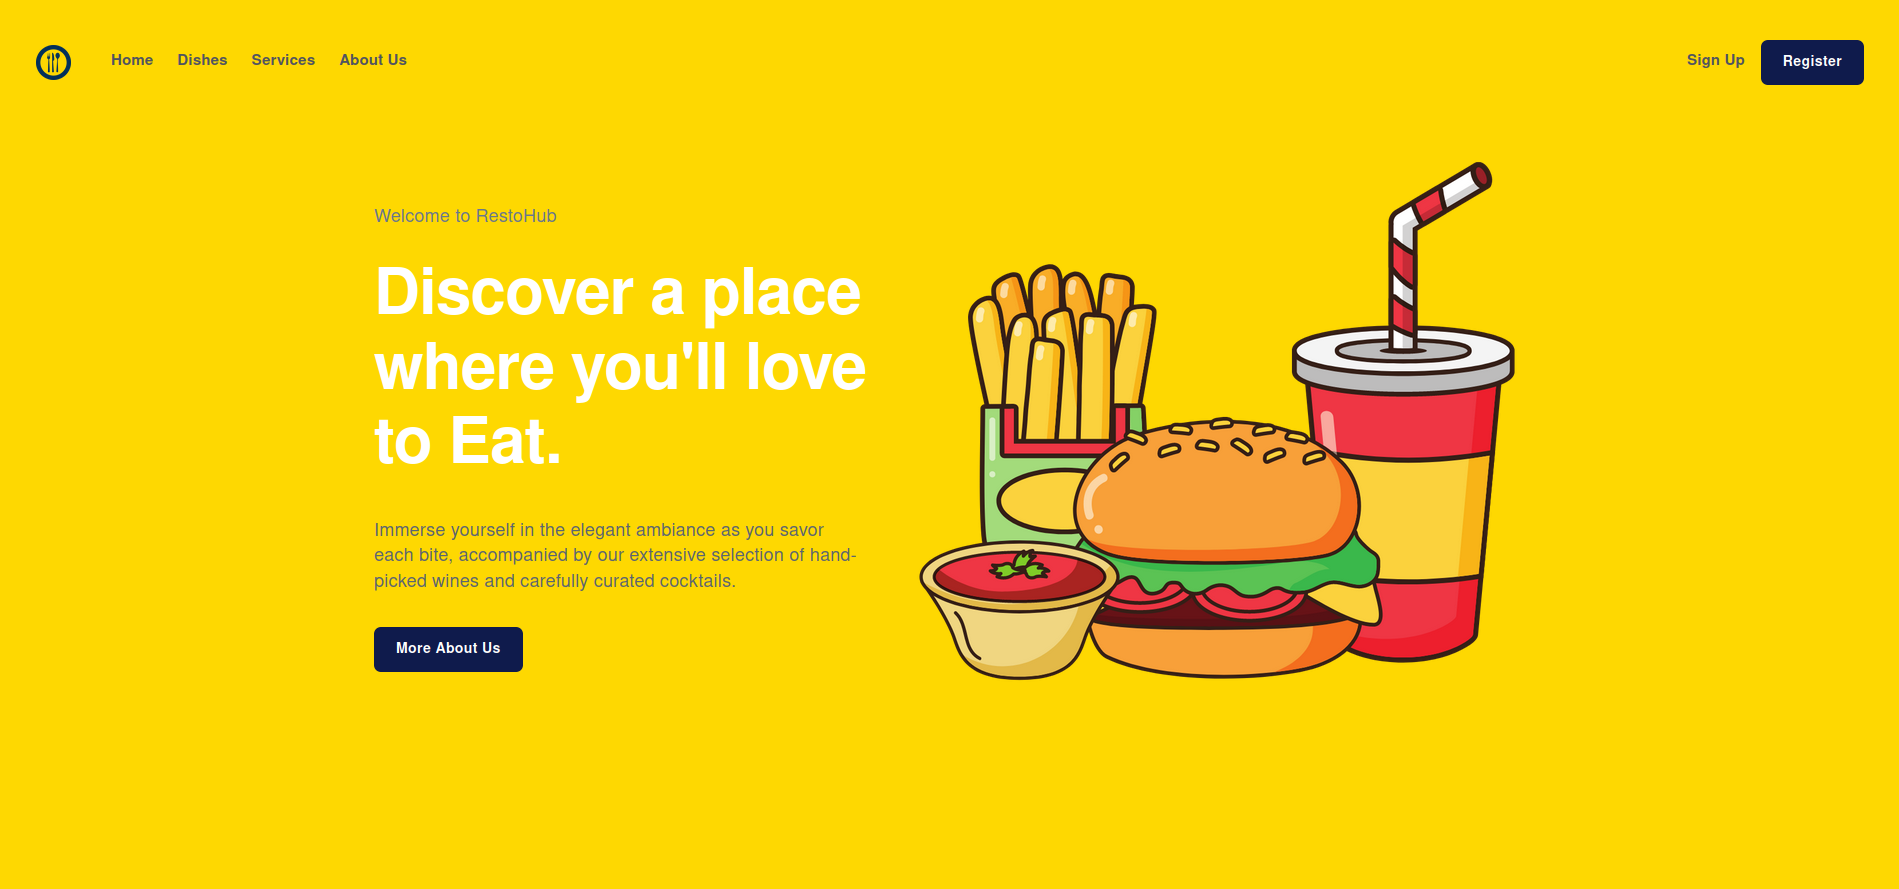 Home Dishes Services About Us Sign Up Register
Welcome to RestoHub
Discover a place
where you'll love
to Eat.
Immerse yourself in the elegant ambiance as you savor
each bite, accompanied by our extensive selection of hand-
picked wines and carefully curated cocktails.
More About Us